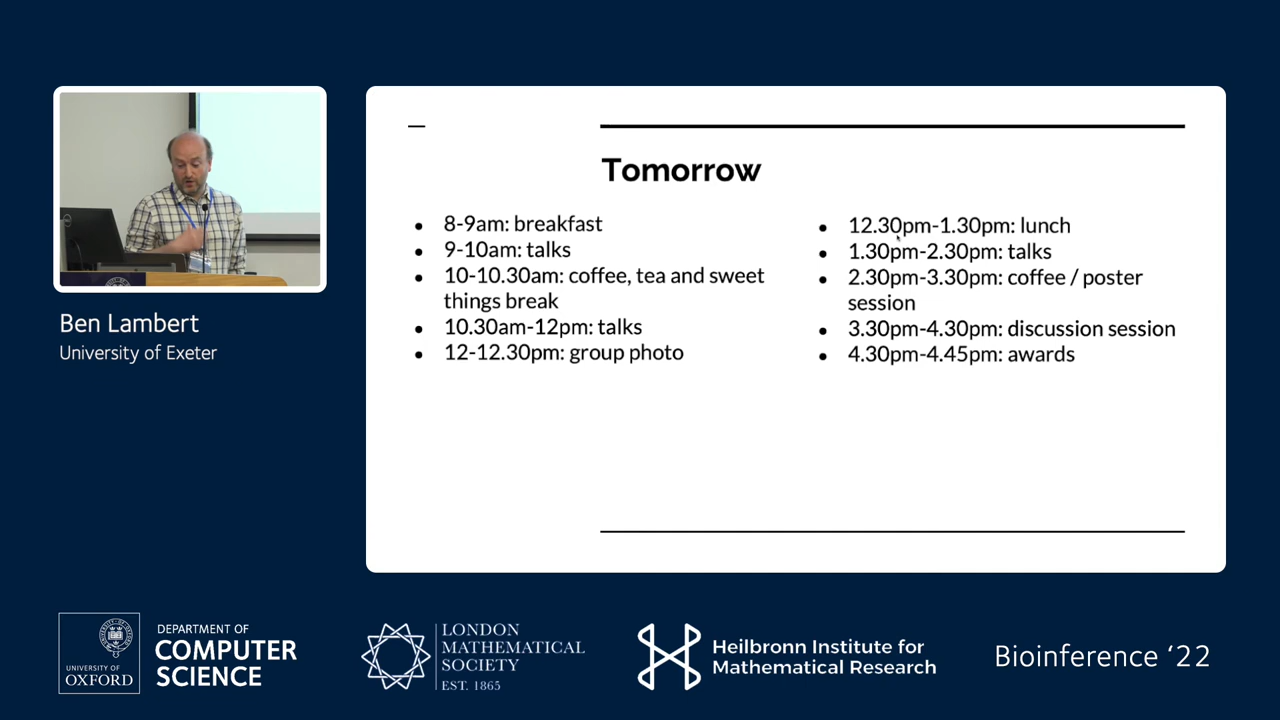 Tomorrow
• 8-9am: breakfast
• 9-10am: talks
• 10-10.30am: coffee, tea and sweet
things break
• 10.30am-12pm: talks
• 12-12.30pm: group photo
• 12.30pm-1.30pm: lunch
• 1.30pm-2.30pm: talks
• 2.30pm-3.30pm: coffee / poster
session
• 3.30pm-4.30pm: discussion session
• 4.30pm-4.45pm: awards
Ben Lambert
University of Exeter
UNIVERSITY OF
OXFORD
DEPARTMENT OF
COMPUTER
SCIENCE
LONDON
MATHEMATICAL
SOCIETY
EST. 1865
Heilbronn Institute for
Mathematical Research
Bioinference ‘22